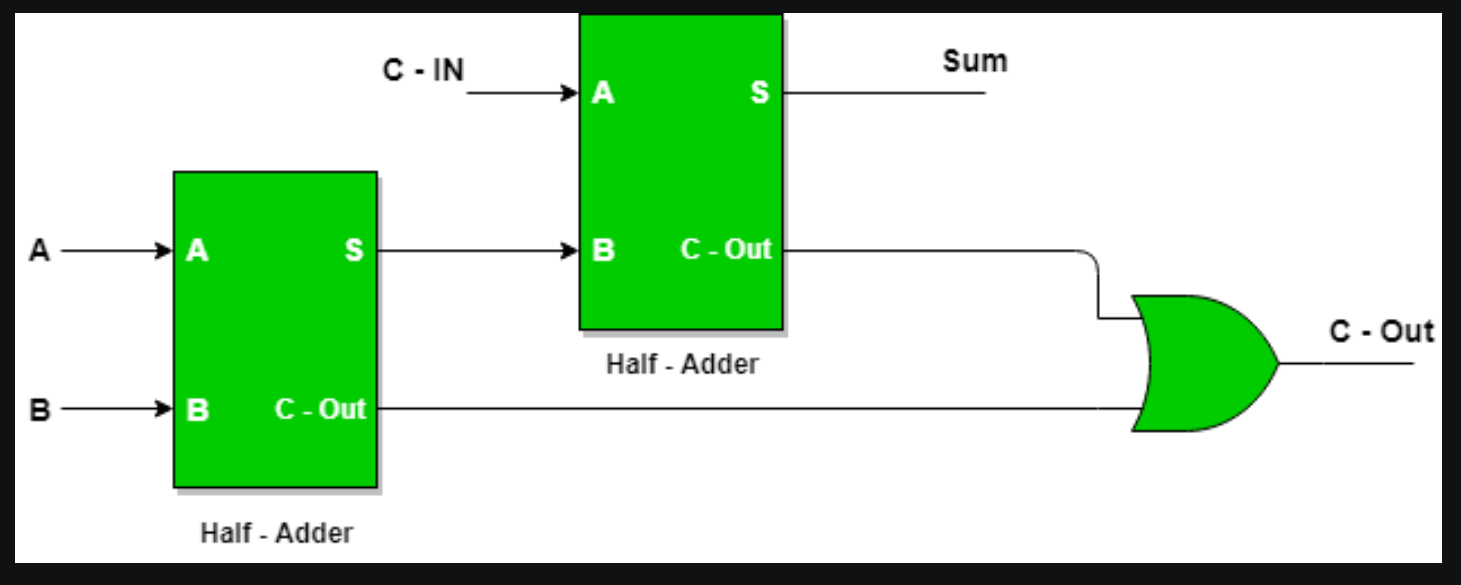 C - IN
Sum
A
S
A
A
S
B
C - Out
Half - Adder
C - Out
B
B
C - Out
Half - Adder